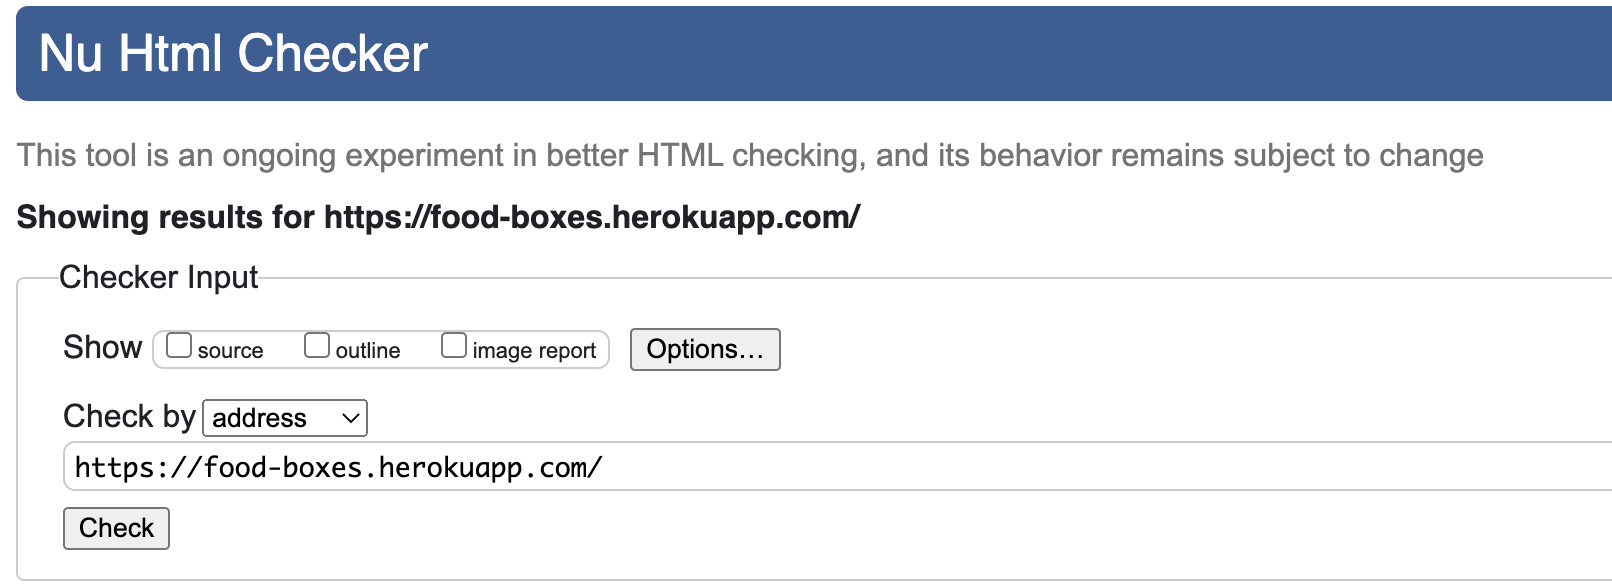 Nu Html Checker
This tool is an ongoing experiment in better HTML checking, and its behavior remains subject to change
Showing results for https://food-boxes.herokuapp.com/
Checker Input
Show source outline image report Options...
Check by address
https://food-boxes.herokuapp.com/
Check